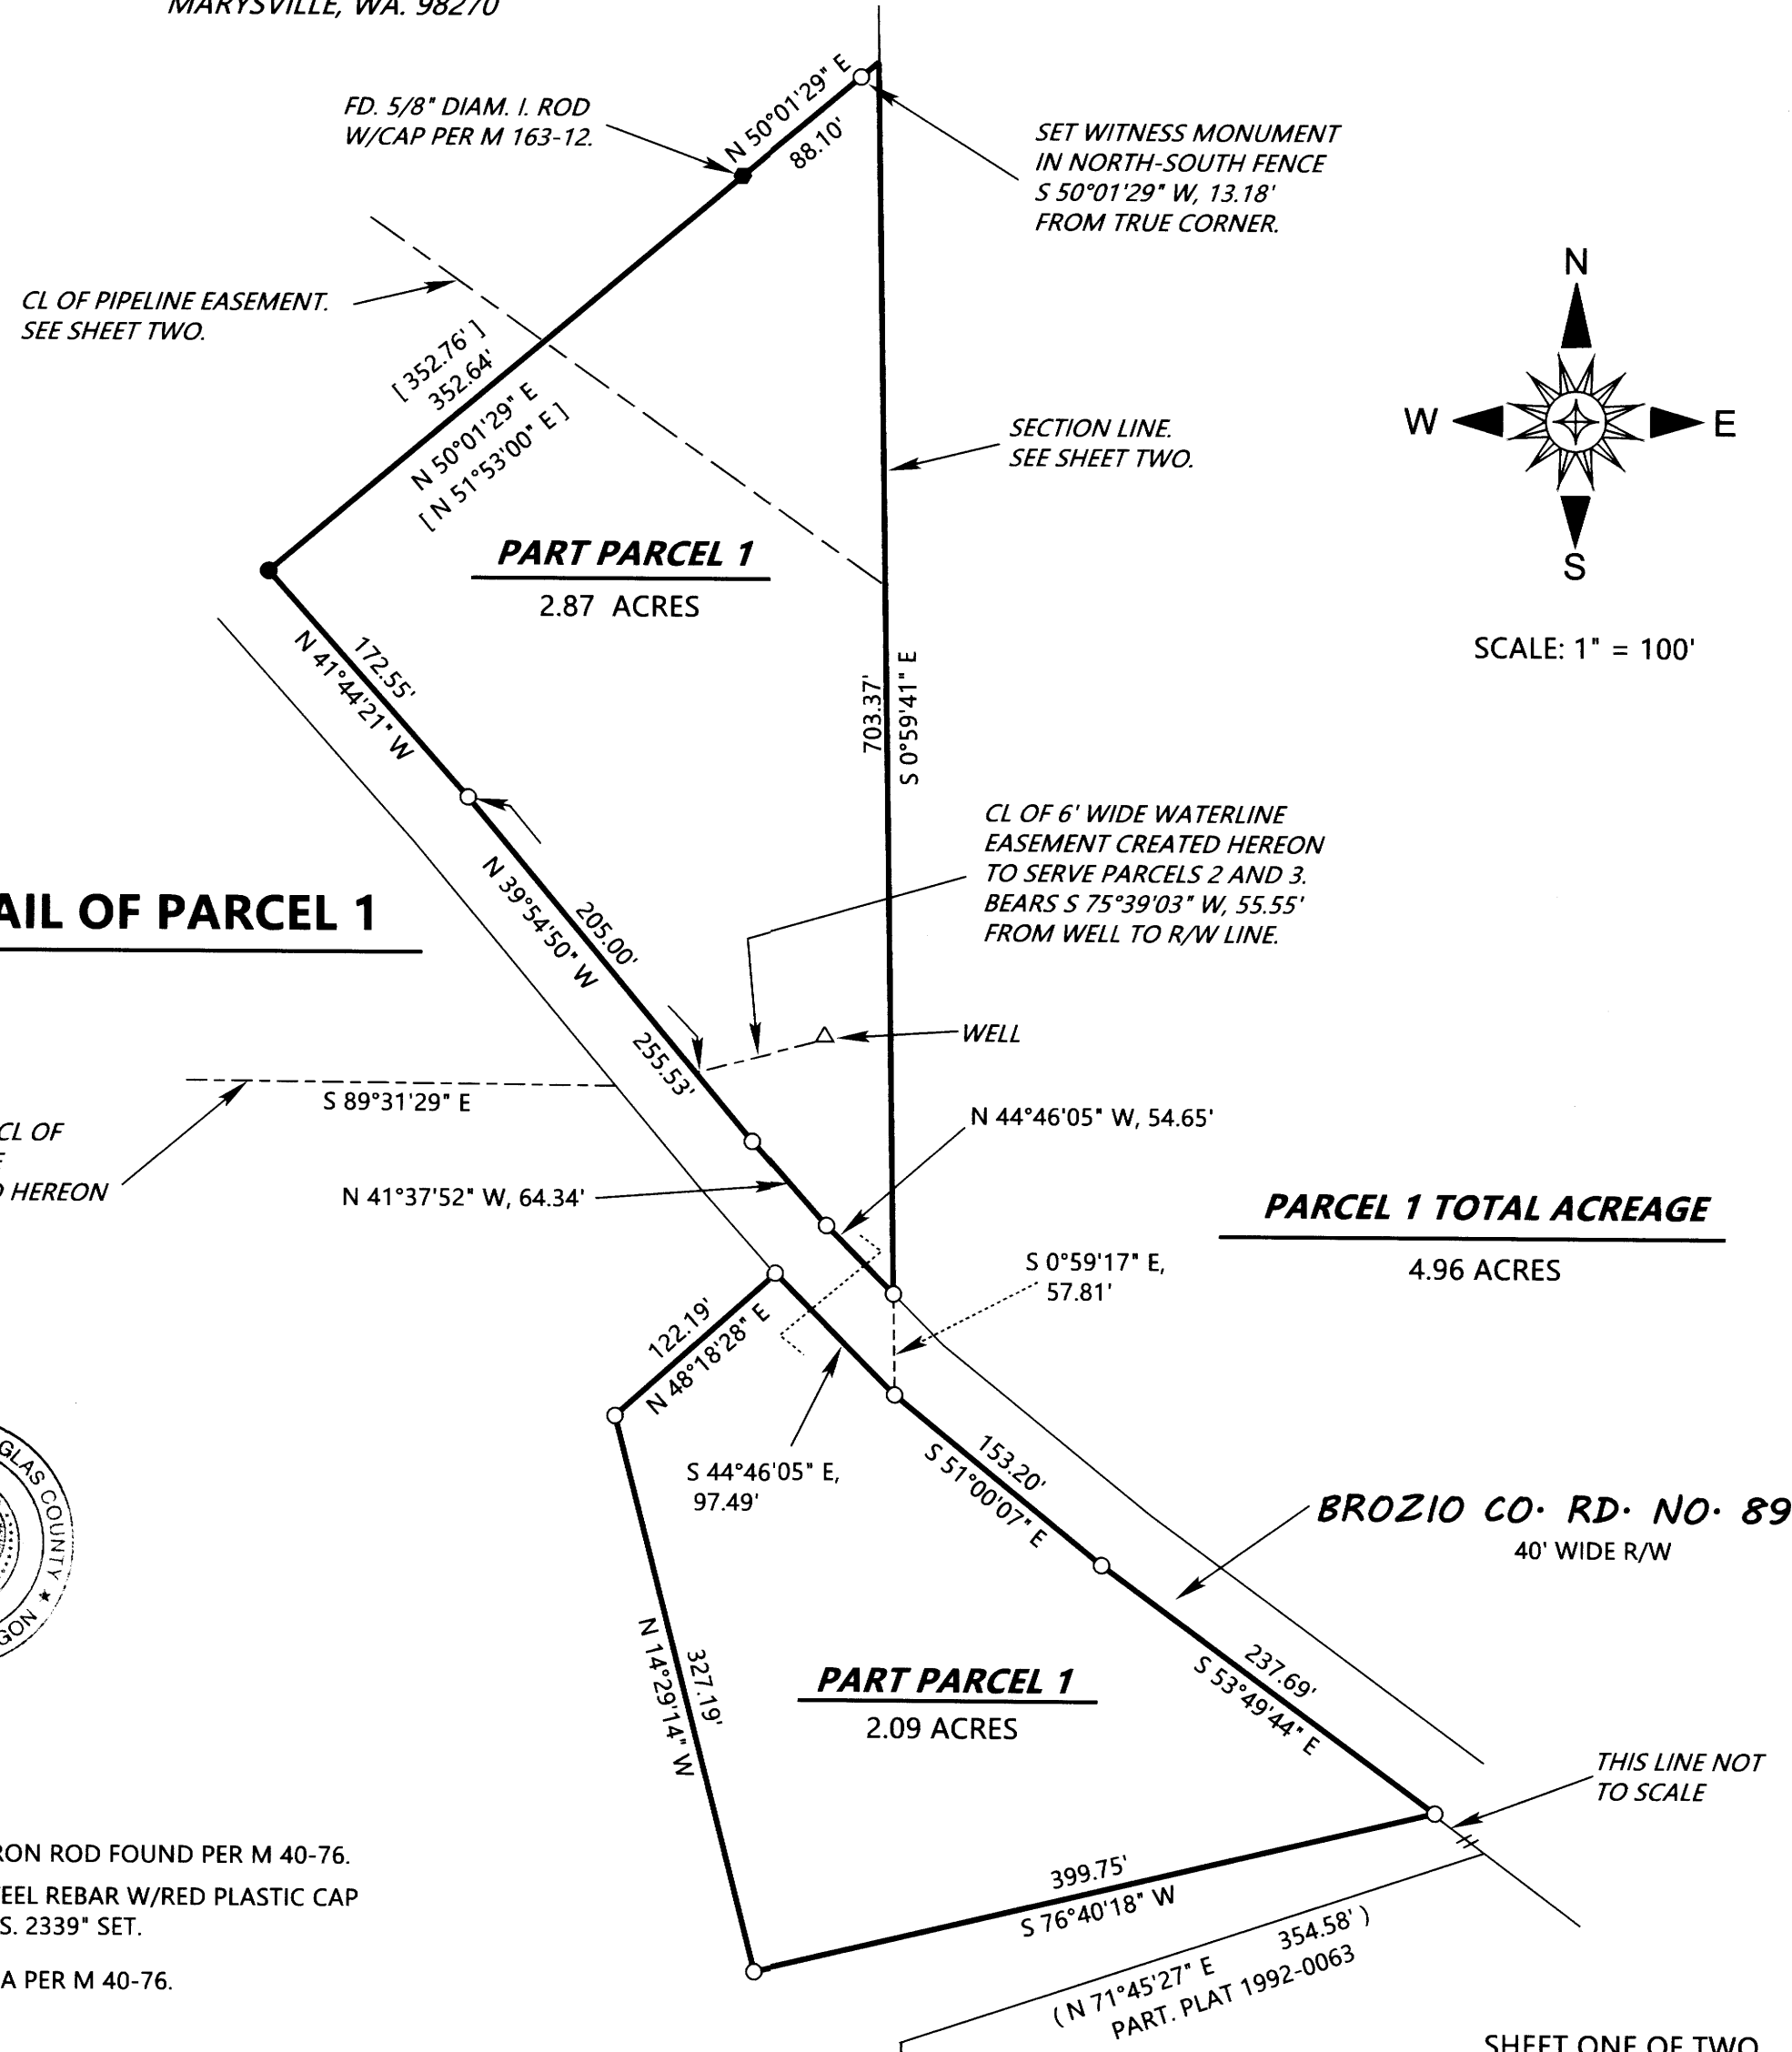 MARYSVILLE, WA. 98270
N 50°01'29" E
88.10'
FD. 5/8" DIAM. I. ROD
W/CAP PER M 163-12.
SET WITNESS MONUMENT
IN NORTH-SOUTH FENCE
S 50°01'29" W, 13.18'
FROM TRUE CORNER.
N
W
E
S
CL OF PIPELINE EASEMENT.
SEE SHEET TWO.
[ 352.76' ]
352.64'
N 50°01'29" E
[ N 51°53'00" E ]
SECTION LINE.
SEE SHEET TWO.
PART PARCEL 1
2.87 ACRES
SCALE: 1" = 100'
172.55'
N 41°44'21" W
703.37'
S 0°59'41" E
CL OF 6' WIDE WATERLINE
EASEMENT CREATED HEREON
TO SERVE PARCELS 2 AND 3.
BEARS S 75°39'03" W, 55.55'
FROM WELL TO R/W LINE.
AIL OF PARCEL 1
205.00'
N 39°54'50" W
255.53'
WELL
S 89°31'29" E
CL OF
HEREON
N 44°46'05" W, 54.65'
N 41°37'52" W, 64.34'
PARCEL 1 TOTAL ACREAGE
4.96 ACRES
S 0°59'17" E,
57.81'
122.19'
N 48°18'28" E
S 44°46'05" E,
97.49'
153.20'
S 51°00'07" E
GLAS COUNTY ★
GON
BROZIO CO. RD. NO. 89
40' WIDE R/W
237.69'
S 53°49'44" E
327.19'
N 14°29'14" W
PART PARCEL 1
2.09 ACRES
THIS LINE NOT
TO SCALE
RON ROD FOUND PER M 40-76.
TEEL REBAR W/RED PLASTIC CAP
S. 2339" SET.
A PER M 40-76.
399.75'
S 76°40'18" W
( N 71°45'27" E 354.58' )
PART. PLAT 1992-0063
SHEET ONE OF TWO